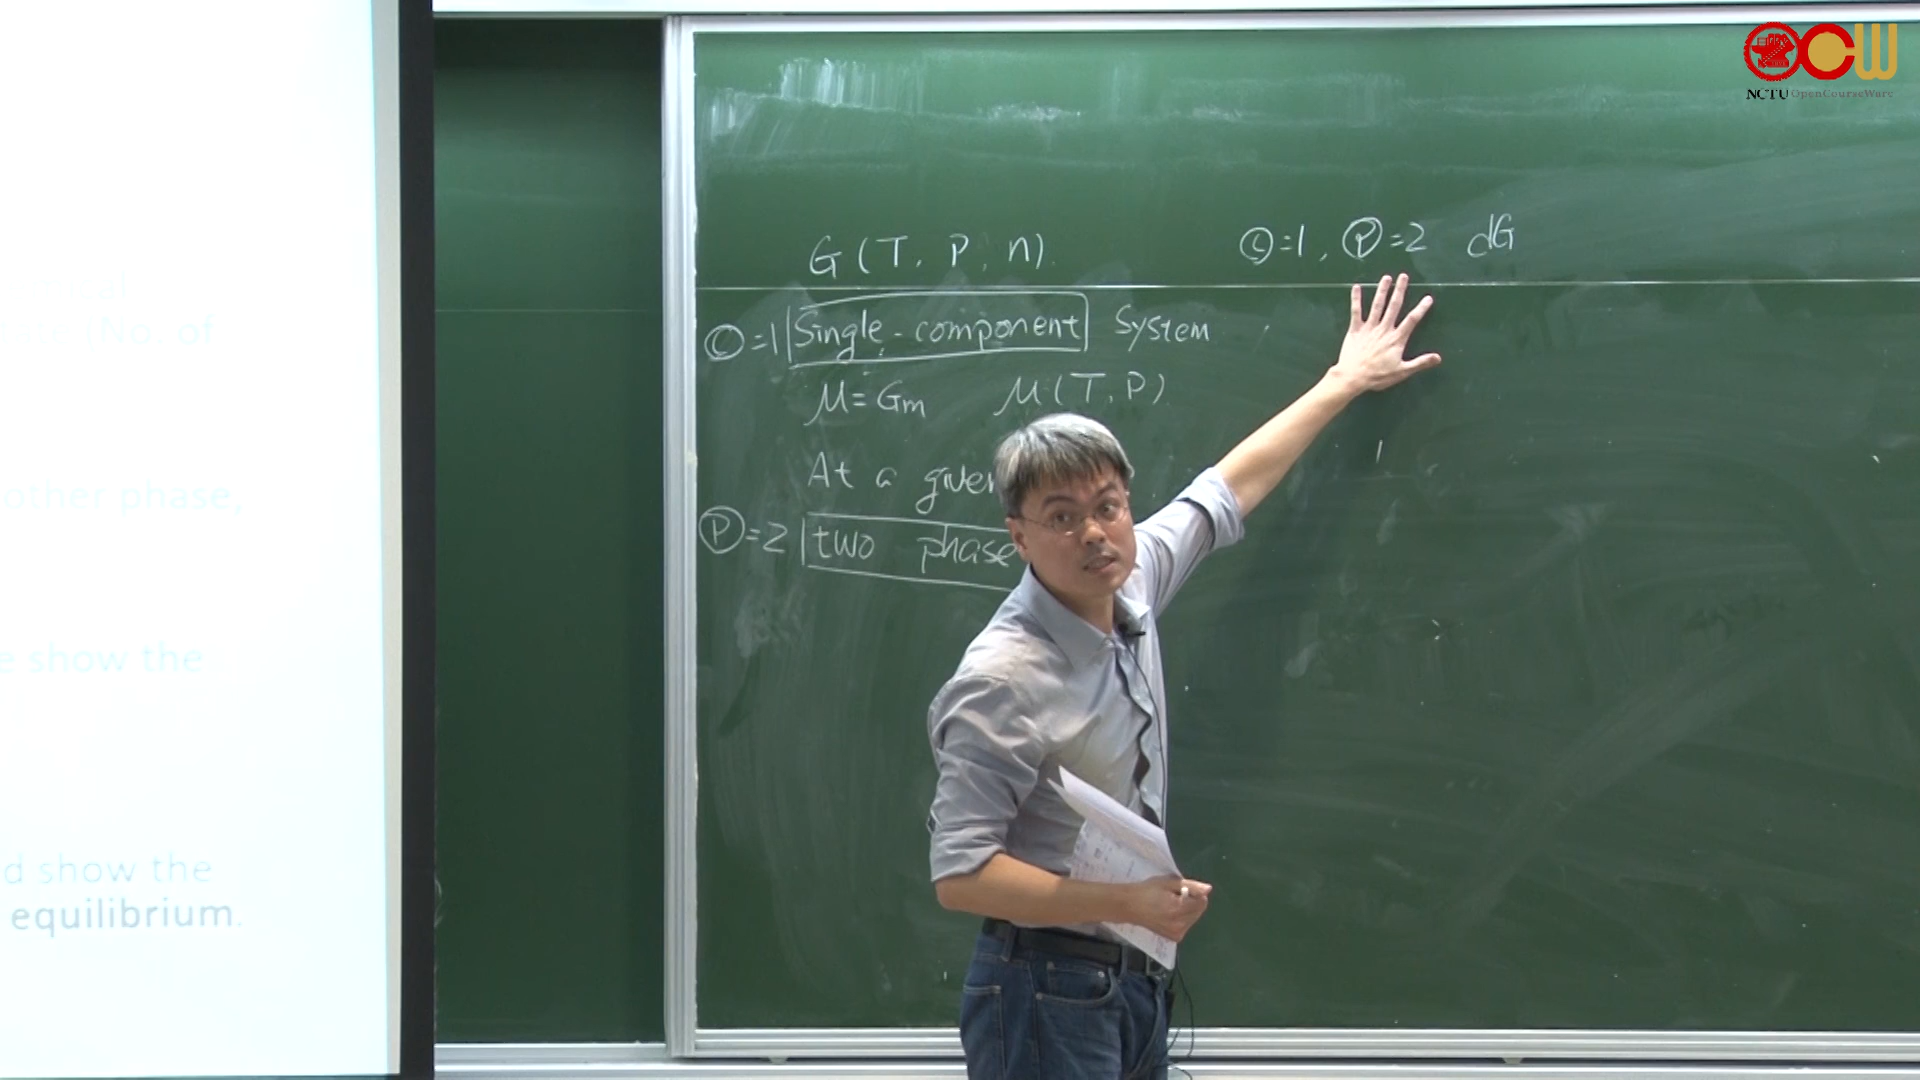 OCW
NCTU OpenCourseWare
other phase,
show the
show the
equilibrium.
G(T, P, n)
Ⓒ=1 Single-component System
μ=Gm μ(T, P)
At a given
Ⓟ=2 two phase
Ⓒ=1, Ⓟ=2 dG